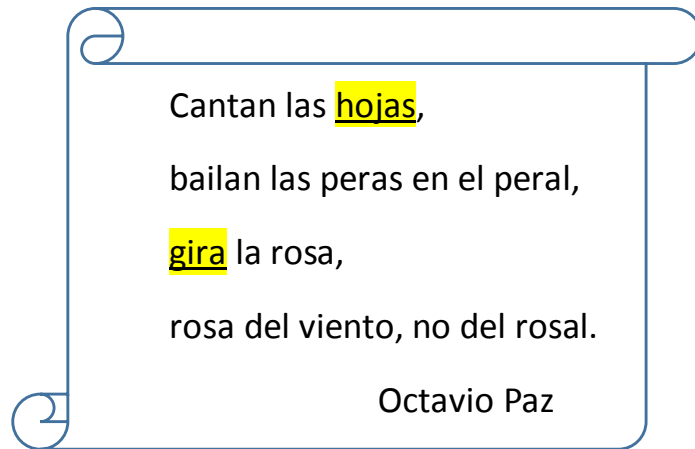 Cantan las hojas,
bailan las peras en el peral,
gira la rosa,
rosa del viento, no del rosal.
Octavio Paz